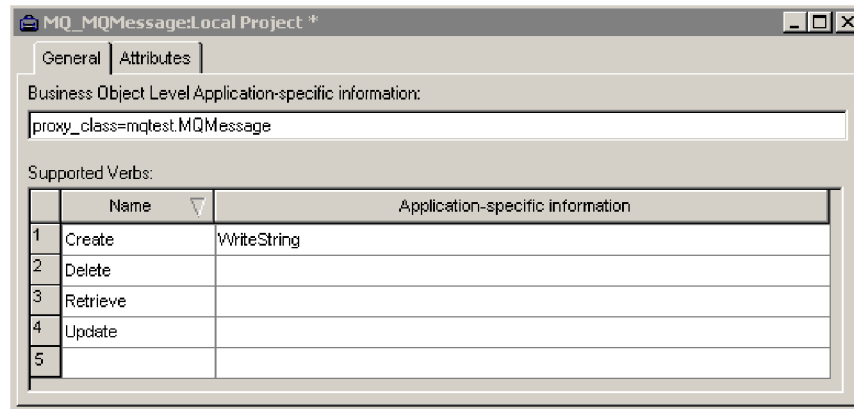 MQ_MQMessage:Local Project *
General Attributes
Business Object Level Application-specific information:
proxy_class=mqtest.MQMessage
Supported Verbs:
Name Application-specific information
1 Create WriteString
2 Delete
3 Retrieve
4 Update
5